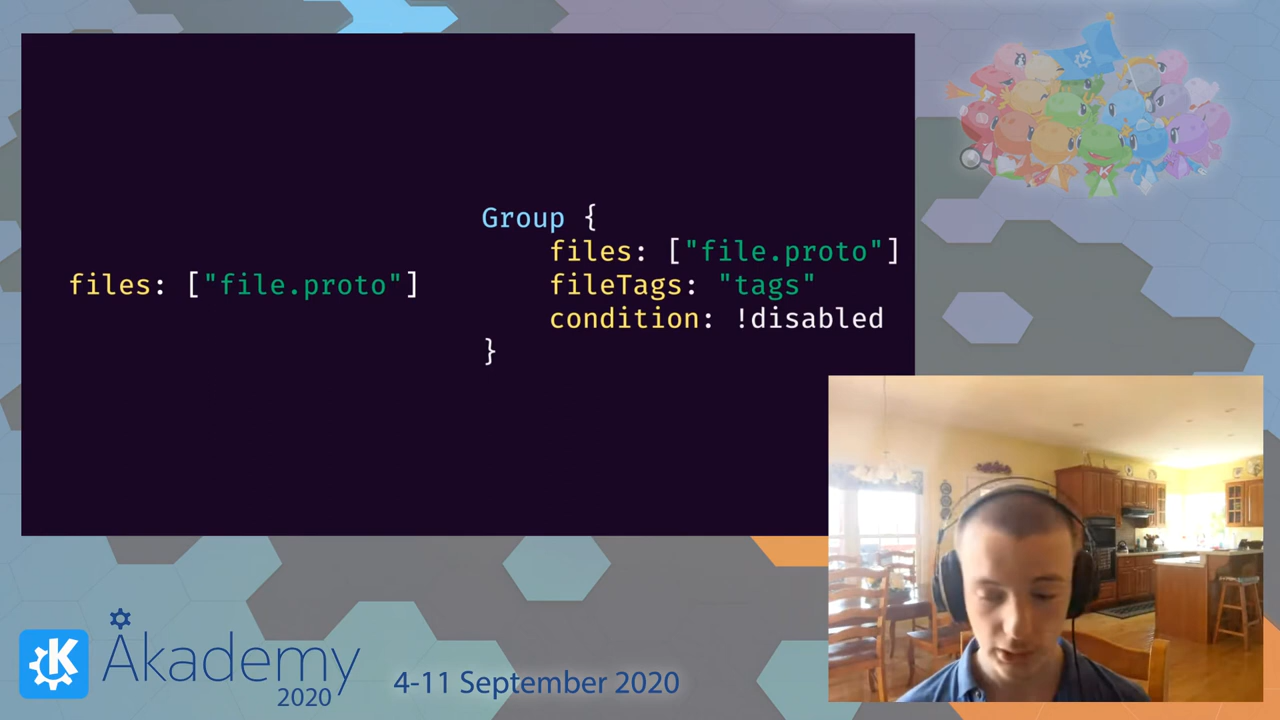 files: ["file.proto"]
Group {
files: ["file.proto"]
fileTags: "tags"
condition: !disabled
}
K
Akademy
2020
4-11 September 2020